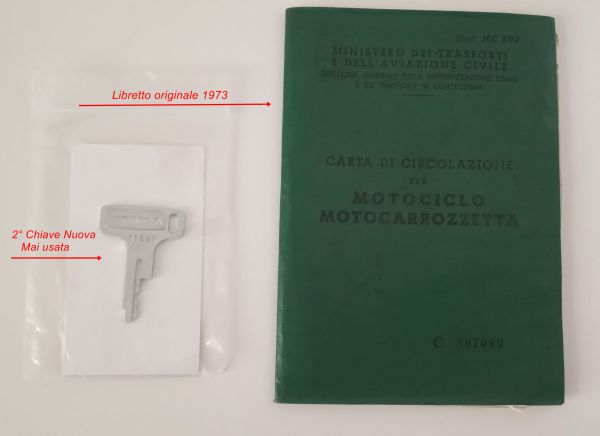 Mod. MC 802
MINISTERO DEI TRASPORTI
E DELL'AVIAZIONE CIVILE
DIREZIONE GENERALE DELLA MOTORIZZAZIONE CIVILE
E DEI TRASPORTI IN CONCESSIONE
Libretto originale 1973
CARTA DI CIRCOLAZIONE
PER
MOTOCICLO
MOTOCARROZZETTA
2° Chiave Nuova
Mai usata
T1697
C 807089